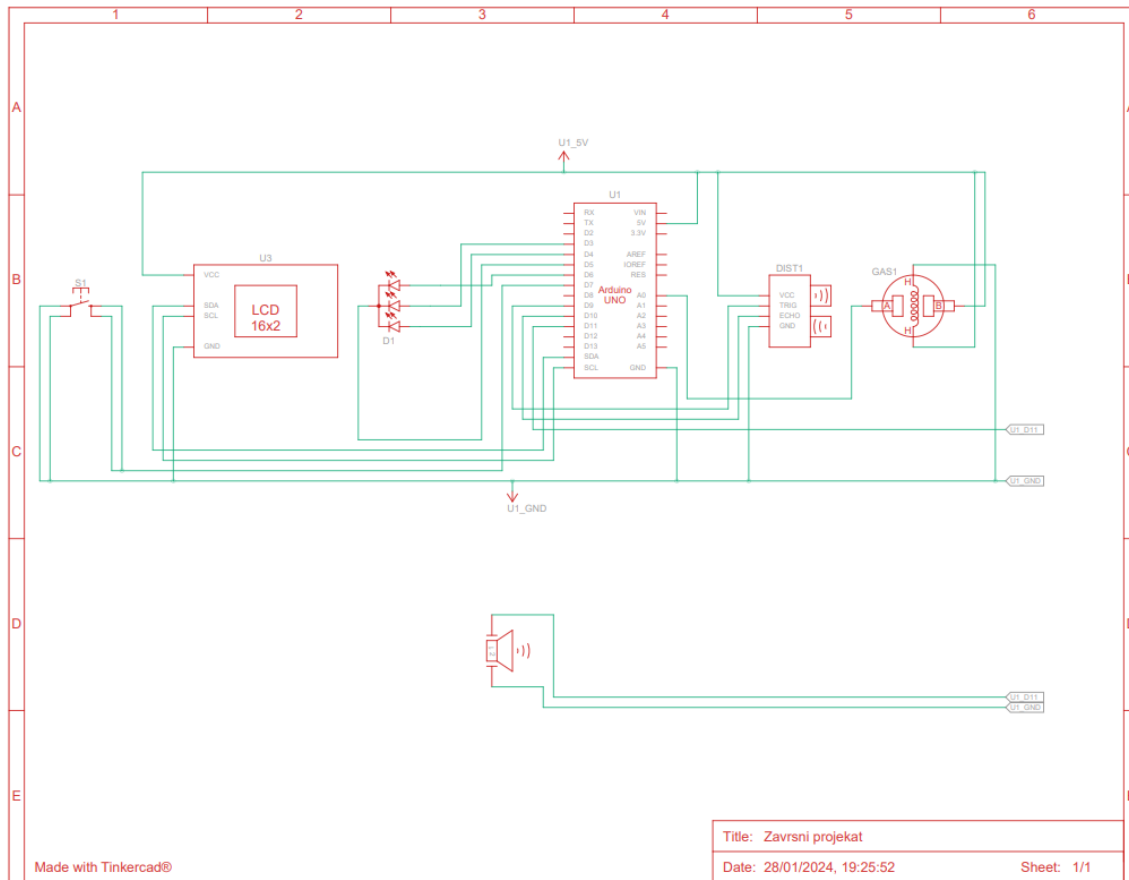 1 2 3 4 5 6
A
A
B
C
D
E
U1_5V
U1
RX
TX
D2
D3
D4
D5
D6
D7
D8
D9
D10
D11
D12
D13
SDA
SCL
VIN
5V
3.3V
AREF
IOREF
RES
A0
A1
A2
A3
A4
A5
GND
Arduino
UNO
S1
U3
VCC
SDA
SCL
GND
LCD
16x2
D1
DIST1
VCC
TRIG
ECHO
GND
GAS1
H
A
B
H
U1_D11
U1_GND
U1_GND
U1_D11
U1_GND
Title: Zavrsni projekat
Date: 28/01/2024, 19:25:52 Sheet: 1/1
Made with Tinkercad®